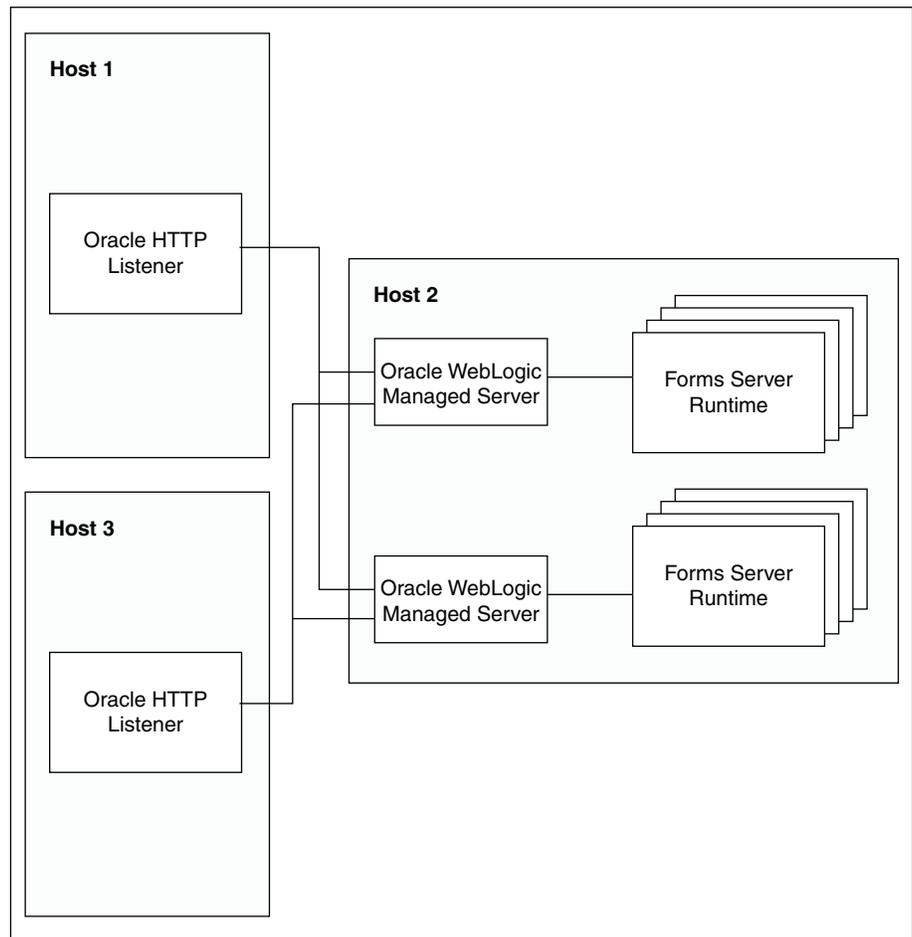 Host 1
Oracle HTTP
Listener
Host 2
Oracle WebLogic
Managed Server
Forms Server
Runtime
Oracle WebLogic
Managed Server
Forms Server
Runtime
Host 3
Oracle HTTP
Listener